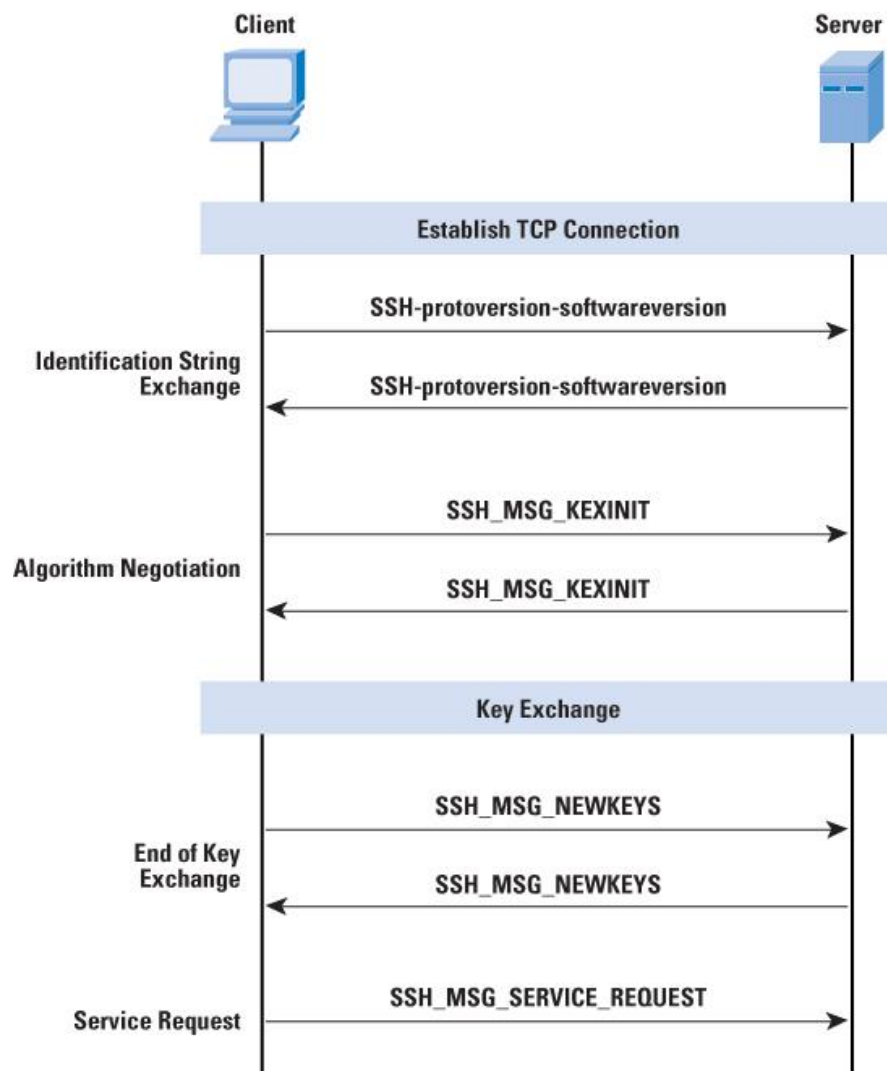 Client
Server
Establish TCP Connection
SSH-protoversion-softwareversion
Identification String
Exchange
SSH-protoversion-softwareversion
SSH_MSG_KEXINIT
Algorithm Negotiation
SSH_MSG_KEXINIT
Key Exchange
SSH_MSG_NEWKEYS
End of Key
Exchange
SSH_MSG_NEWKEYS
SSH_MSG_SERVICE_REQUEST
Service Request